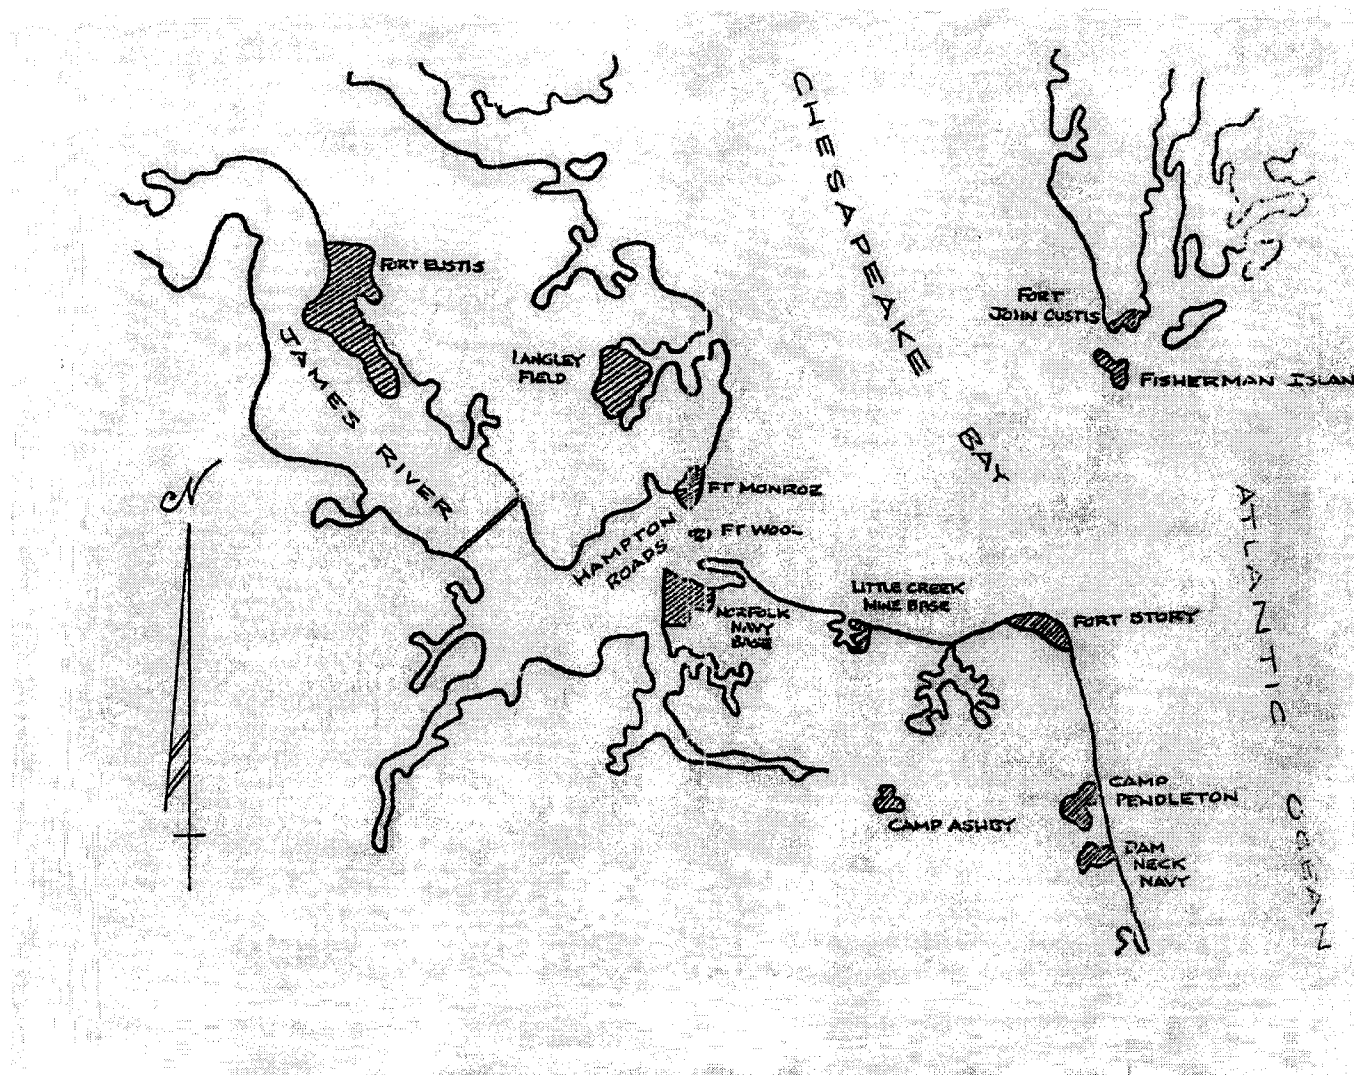 CHESAPEAKE
BAY
FORT EUSTIS
FORT
JOHN CUSTIS
JAMES
RIVER
LANGLEY
FIELD
FISHERMAN ISLAN
N
FT MONROE
ATLANTIC
OCEAN
HAMPTON
ROADS
FT WOOL
LITTLE CREEK
MINE BASE
NORFOLK
NAVY
BASE
FORT STORY
CAMP
PENDLETON
CAMP ASHBY
DAM
NECK
NAVY